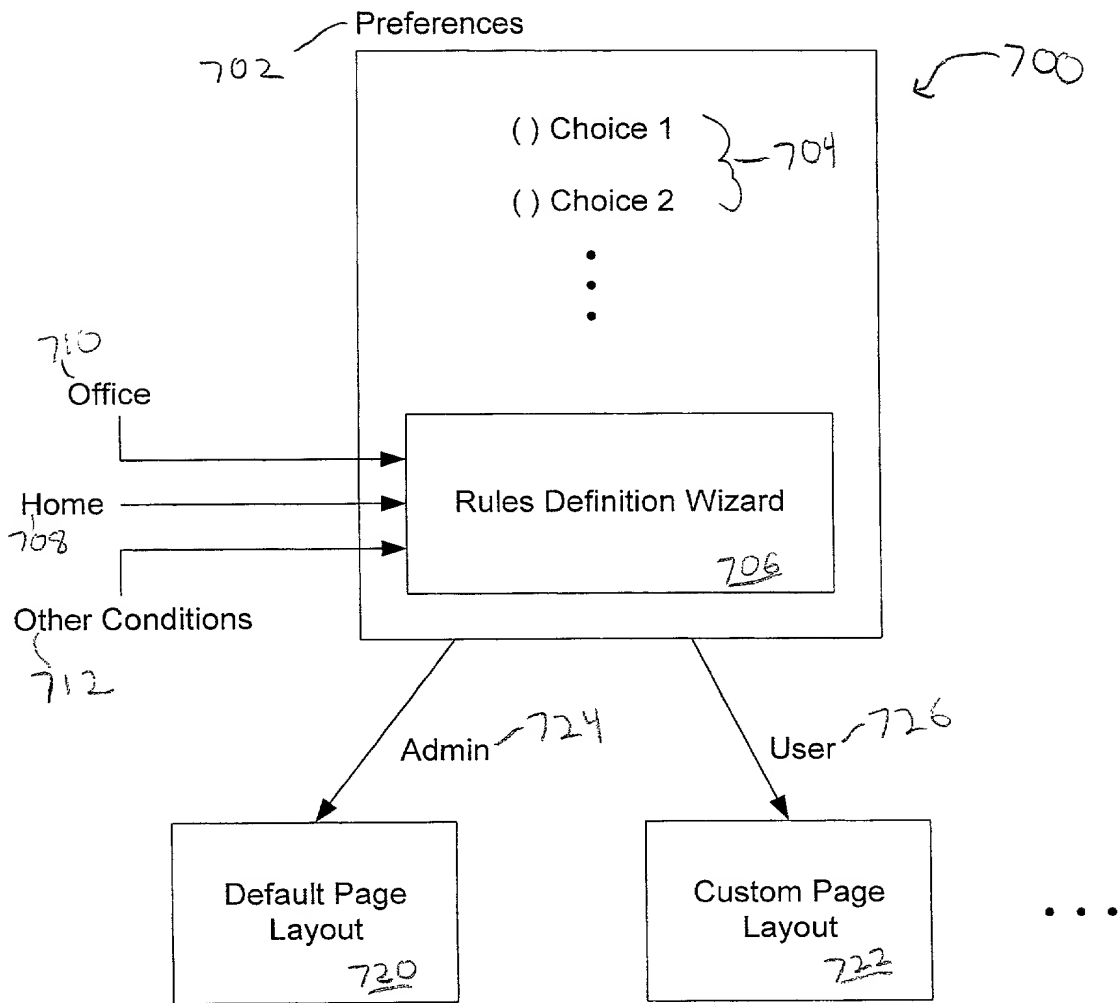 Preferences
702
700
( ) Choice 1
704
( ) Choice 2
710
Office
Home
708
Rules Definition Wizard
706
Other Conditions
712
Admin
724
User
726
Default Page
Layout
720
Custom Page
Layout
722